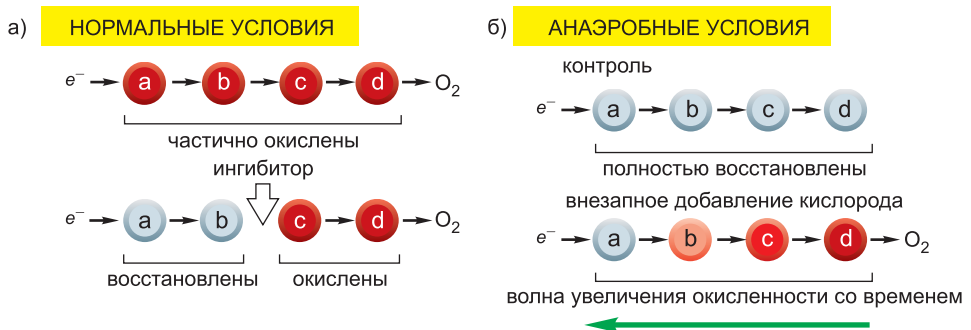 а) НОРМАЛЬНЫЕ УСЛОВИЯ
e⁻ a b c d O₂
частично окислены
ингибитор
e⁻ a b c d O₂
восстановлены окислены
б) АНАЭРОБНЫЕ УСЛОВИЯ
контроль
e⁻ a b c d
полностью восстановлены
внезапное добавление кислорода
e⁻ a b c d O₂
волна увеличения окисленности со временем